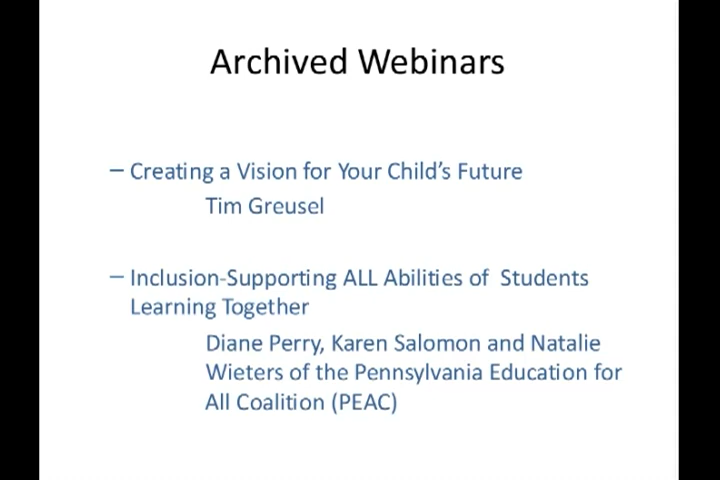 Archived Webinars
– Creating a Vision for Your Child’s Future
Tim Greusel
– Inclusion-Supporting ALL Abilities of Students
Learning Together
Diane Perry, Karen Salomon and Natalie
Wieters of the Pennsylvania Education for
All Coalition (PEAC)